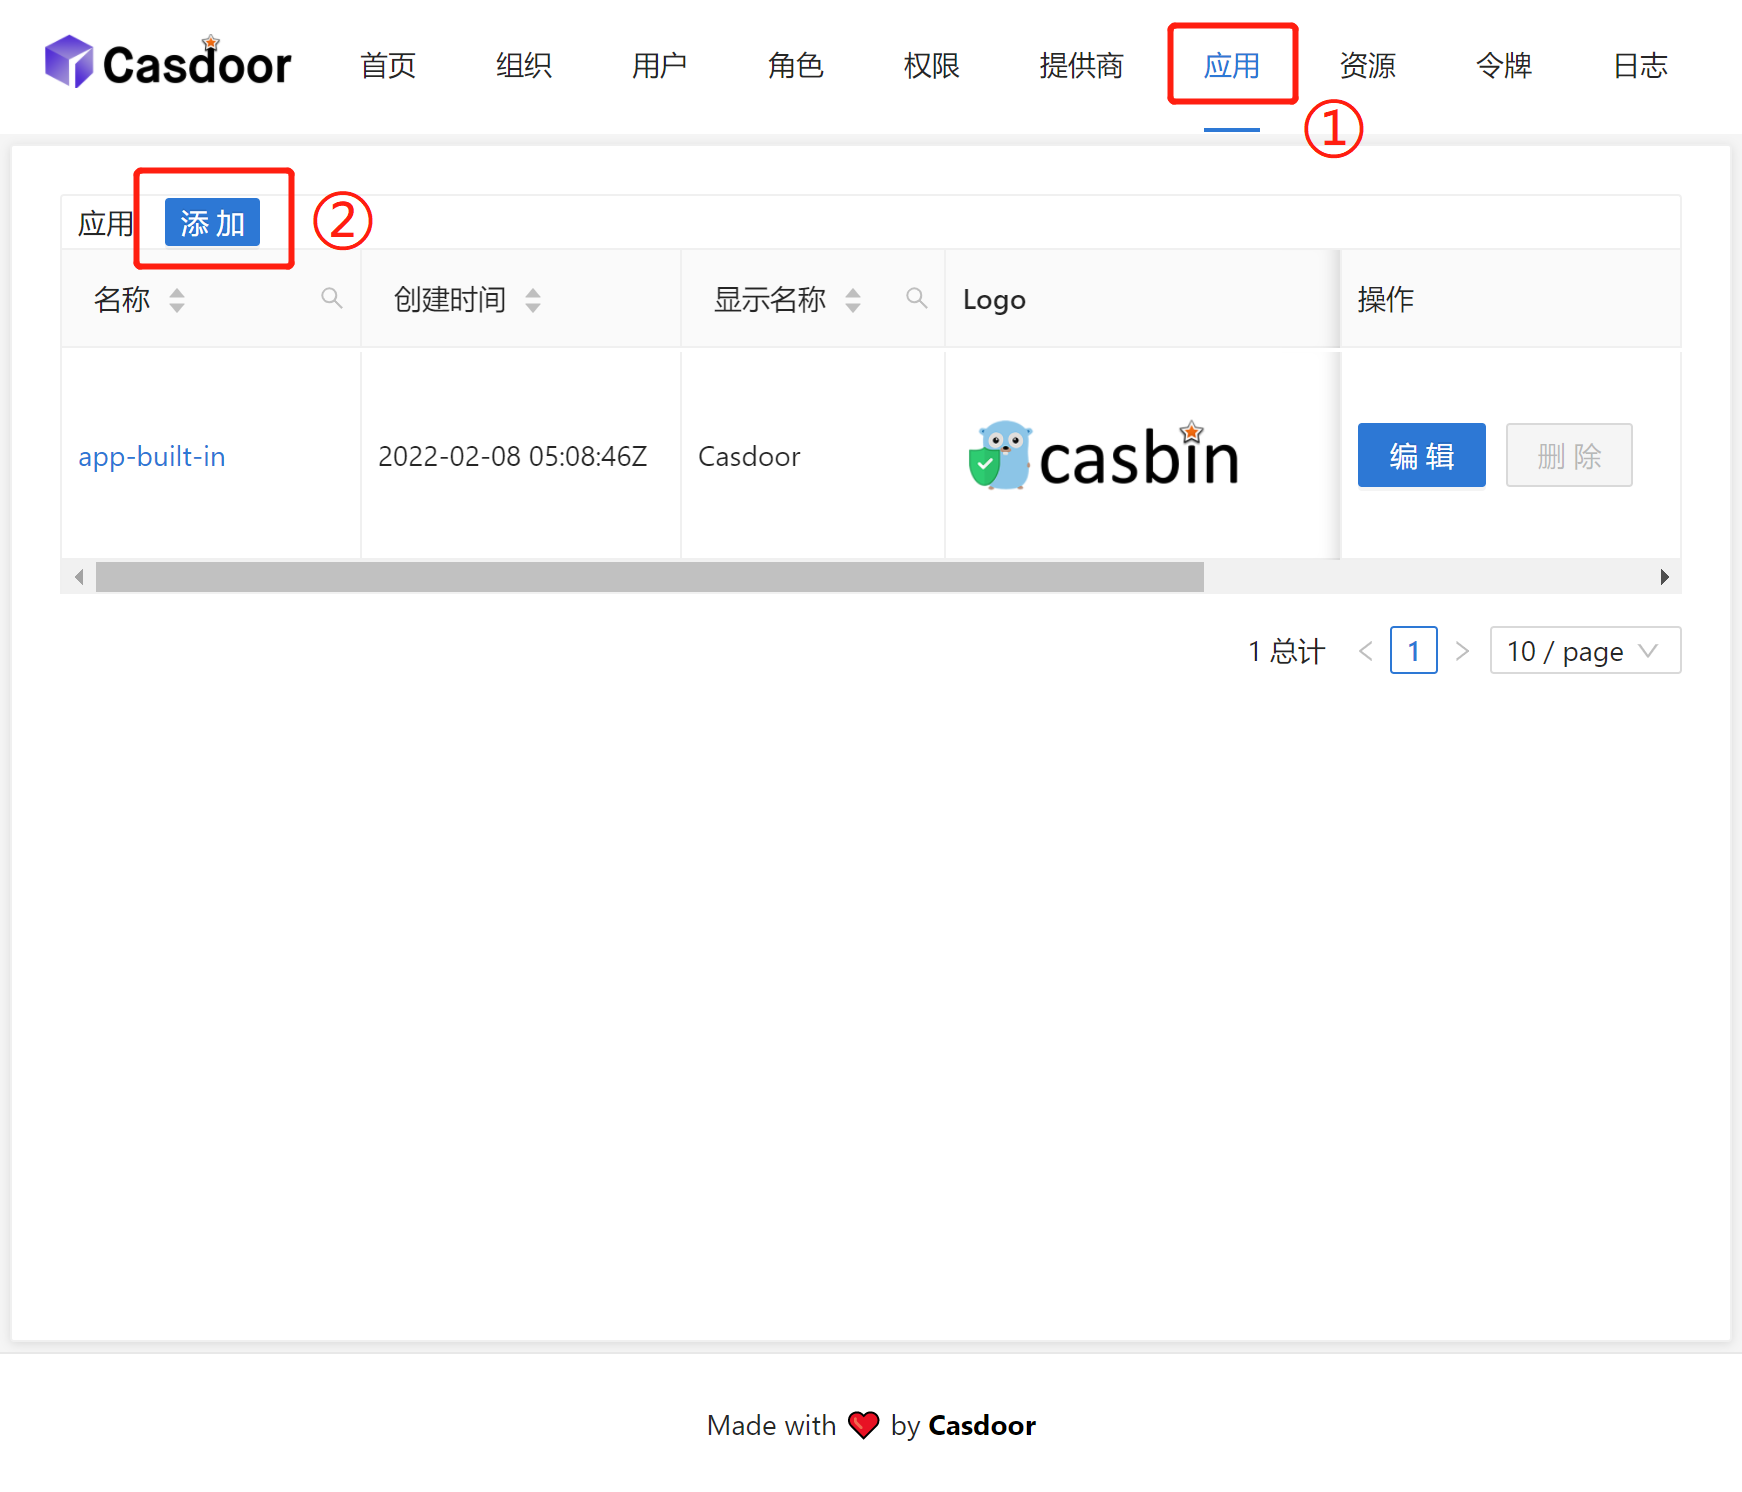 Casdoor 首页 组织 用户 角色 权限 提供商 应用 资源 令牌 日志
①
应用 添加 ②
名称 创建时间 显示名称 Logo 操作
app-built-in 2022-02-08 05:08:46Z Casdoor casbin 编辑 删除
1 总计 < 1 > 10 / page
Made with ❤ by Casdoor